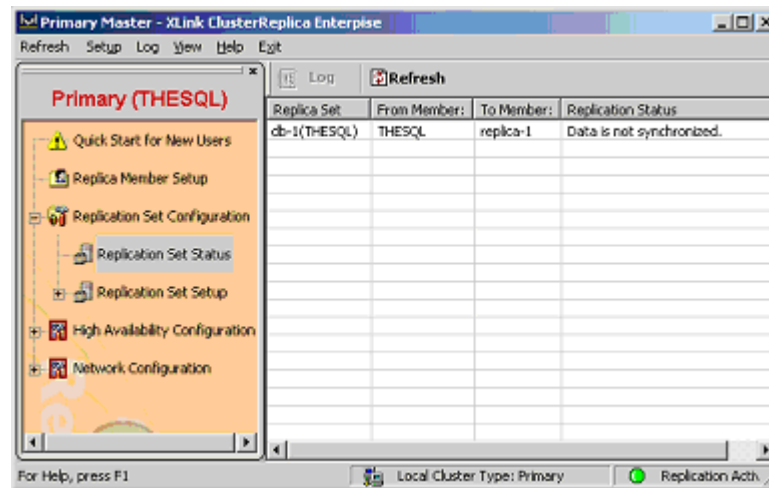 Primary Master - XLink ClusterReplica Enterpise
Refresh Setup Log View Help Exit
Log Refresh
Primary (THESQL)
Replica Set From Member: To Member: Replication Status
db-1(THESQL) THESQL replica-1 Data is not synchronized.
Quick Start for New Users
Replica Member Setup
Replication Set Configuration
Replication Set Status
Replication Set Setup
High Availability Configuration
Network Configuration
For Help, press F1 Local Cluster Type: Primary Replication